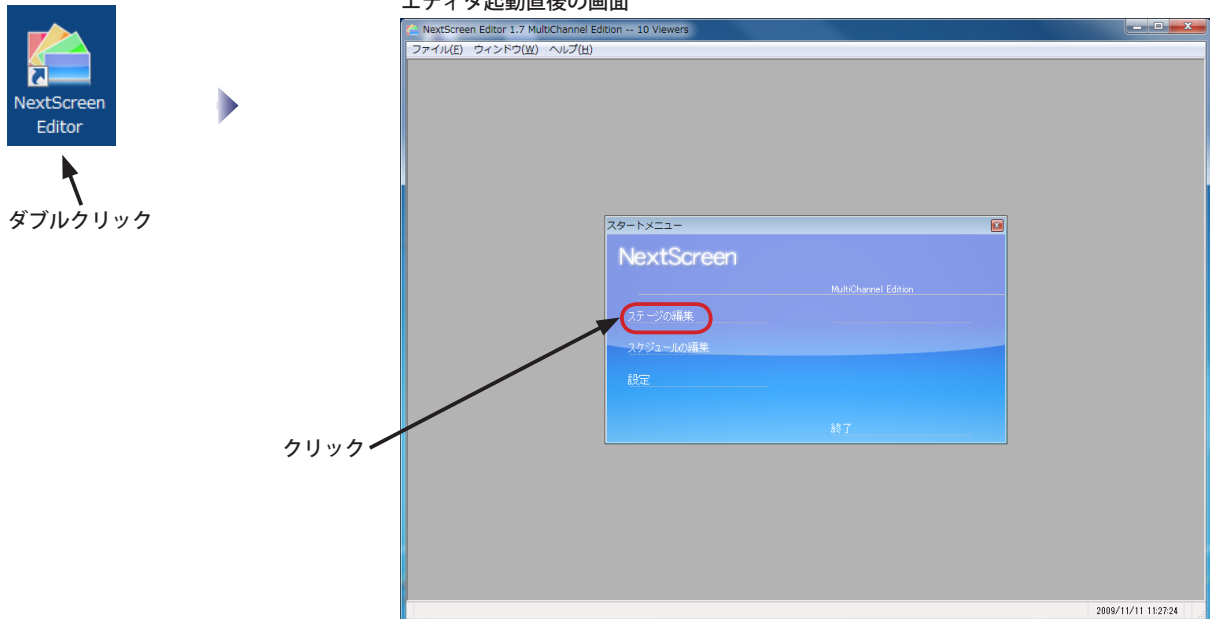 エディタ起動直後の画面
NextScreen
Editor
ダブルクリック
NextScreen Editor 1.7 MultiChannel Edition -- 10 Viewers
ファイル(F) ウィンドウ(W) ヘルプ(H)
スタートメニュー
NextScreen
MultiChannel Edition
ステージの編集
スケジュールの編集
設定
終了
クリック
2009/11/11 11:27:24